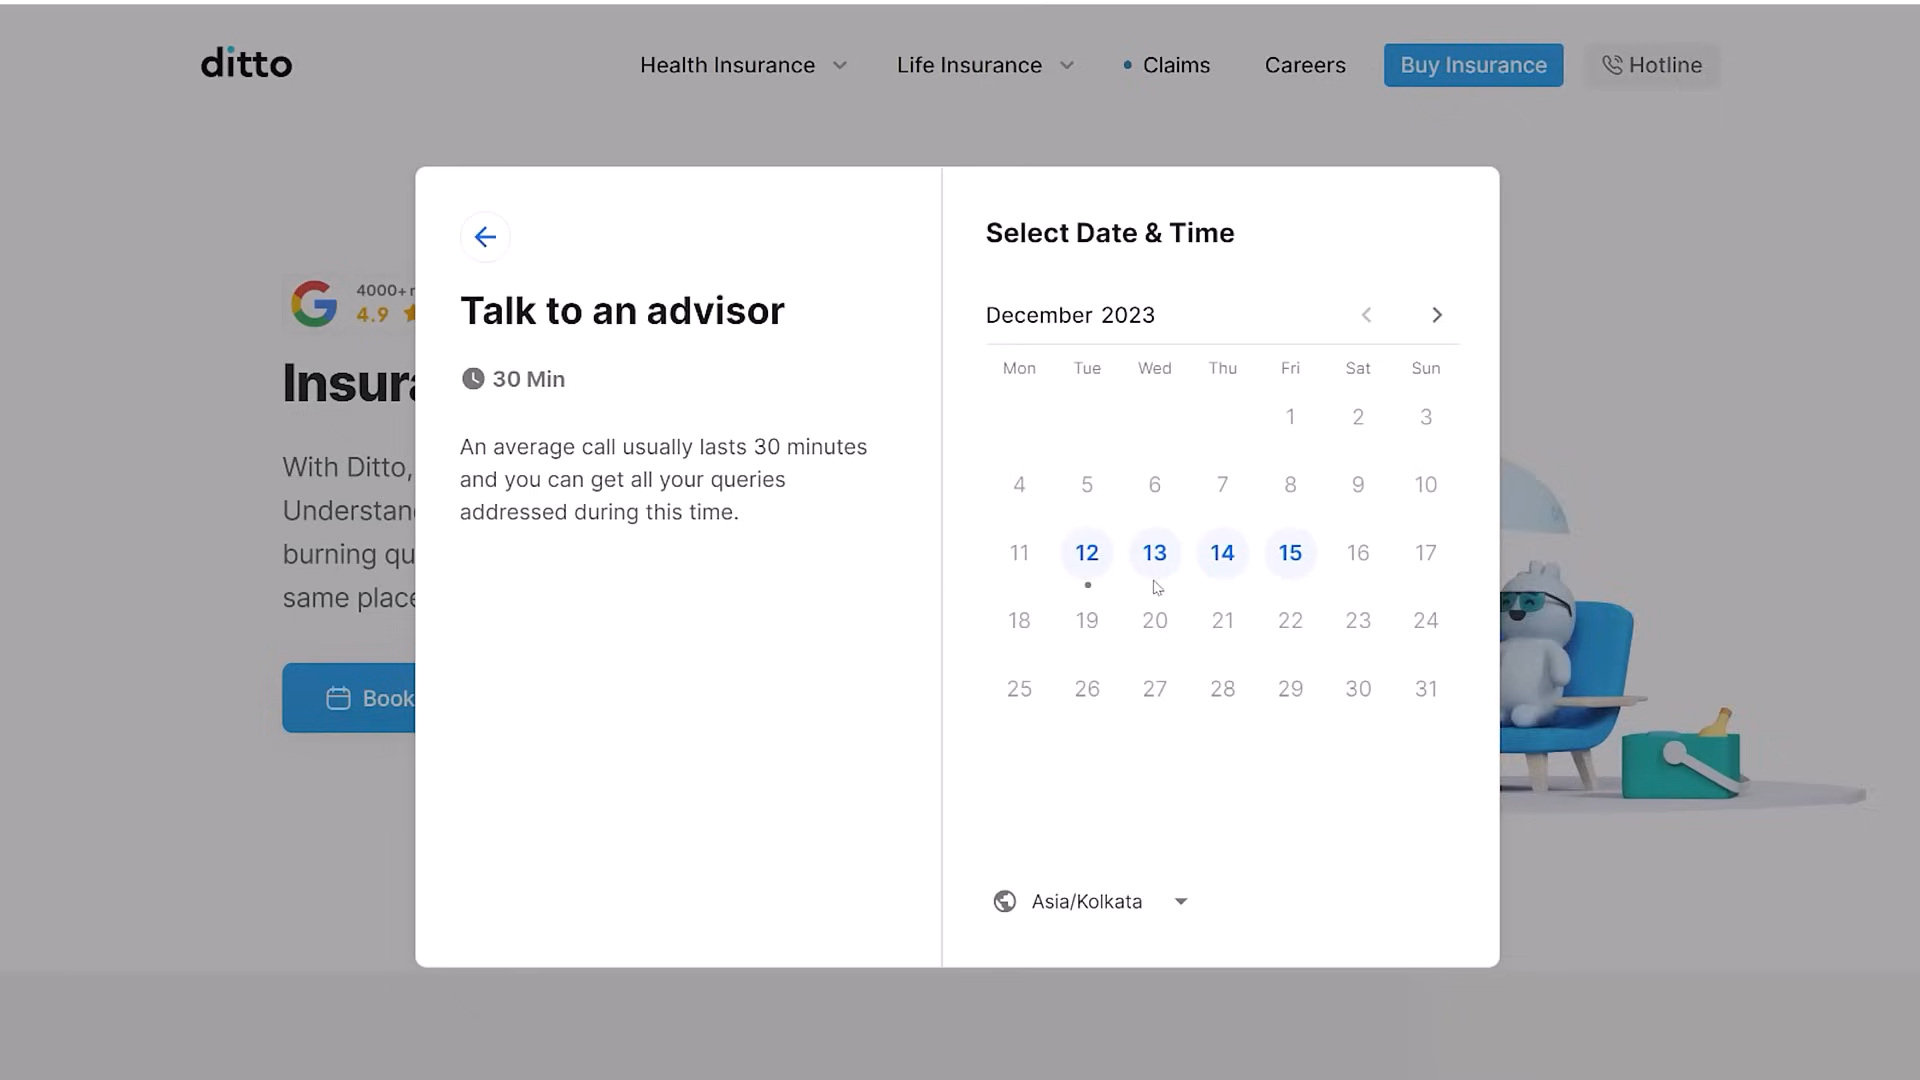 ditto
Health Insurance
Life Insurance
Claims
Careers
Buy Insurance
Hotline
4000+
4.9
Insura
With Ditto,
Understan
burning qu
same place
Book
Talk to an advisor
30 Min
An average call usually lasts 30 minutes
and you can get all your queries
addressed during this time.
Select Date & Time
December 2023
Mon Tue Wed Thu Fri Sat Sun
1 2 3
4 5 6 7 8 9 10
11 12 13 14 15 16 17
18 19 20 21 22 23 24
25 26 27 28 29 30 31
Asia/Kolkata